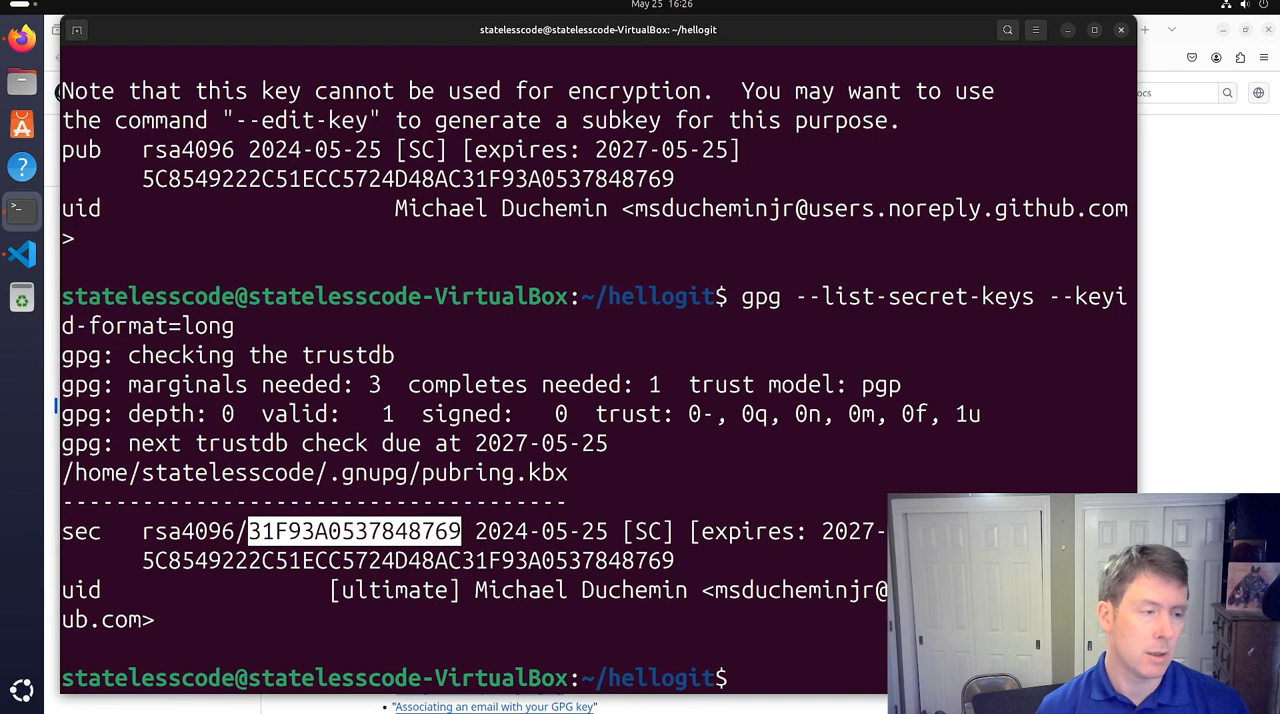 May 25 16:26
statelesscode@statelesscode-VirtualBox: ~/hellogit
Note that this key cannot be used for encryption.  You may want to use
the command "--edit-key" to generate a subkey for this purpose.
pub   rsa4096 2024-05-25 [SC] [expires: 2027-05-25]
5C8549222C51ECC5724D48AC31F93A0537848769
uid                      Michael Duchemin <msducheminjr@users.noreply.github.com
>
statelesscode@statelesscode-VirtualBox:~/hellogit$ gpg --list-secret-keys --keyi
d-format=long
gpg: checking the trustdb
gpg: marginals needed: 3  completes needed: 1  trust model: pgp
gpg: depth: 0  valid:   1  signed:   0  trust: 0-, 0q, 0n, 0m, 0f, 1u
gpg: next trustdb check due at 2027-05-25
/home/statelesscode/.gnupg/pubring.kbx
--------------------------------------
sec   rsa4096/31F93A0537848769 2024-05-25 [SC] [expires: 2027-
5C8549222C51ECC5724D48AC31F93A0537848769
uid                 [ultimate] Michael Duchemin <msducheminjr@
ub.com>
statelesscode@statelesscode-VirtualBox:~/hellogit$
ocs
• "Associating an email with your GPG key"